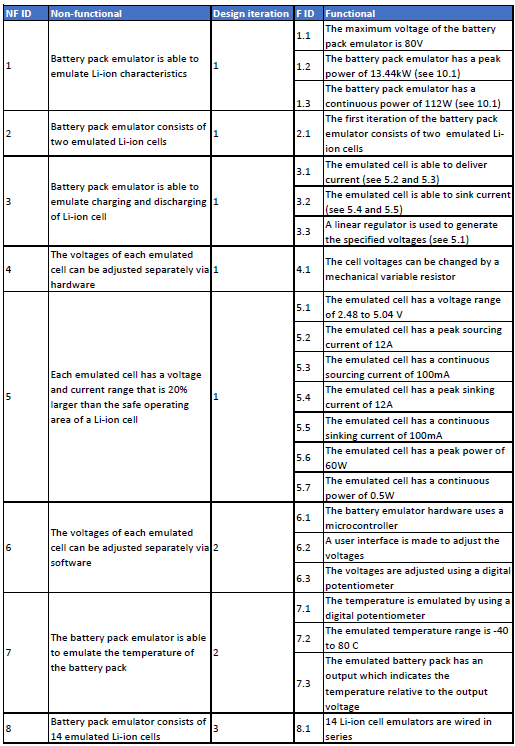 NF ID Non-functional Design iteration F ID Functional
1 Battery pack emulator is able to
emulate Li-ion characteristics 1
1.1 The maximum voltage of the battery
pack emulator is 80V
1.2 The battery pack emulator has a peak
power of 13.44kW (see 10.1)
1.3 The battery pack emulator has a
continuous power of 112W (see 10.1)
2 Battery pack emulator consists of
two emulated Li-ion cells 1
2.1 The first iteration of the battery pack
emulator consists of two emulated Li-
ion cells
3 Battery pack emulator is able to
emulate charging and discharging
of Li-ion cell 1
3.1 The emulated cell is able to deliver
current (see 5.2 and 5.3)
3.2 The emulated cell is able to sink current
(see 5.4 and 5.5)
3.3 A linear regulator is used to generate
the specified voltages (see 5.1)
4 The voltages of each emulated
cell can be adjusted separately via
hardware 1
4.1 The cell voltages can be changed by a
mechanical variable resistor
5 Each emulated cell has a voltage
and current range that is 20%
larger than the safe operating
area of a Li-ion cell 1
5.1 The emulated cell has a voltage range
of 2.48 to 5.04 V
5.2 The emulated cell has a peak sourcing
current of 12A
5.3 The emulated cell has a continuous
sourcing current of 100mA
5.4 The emulated cell has a peak sinking
current of 12A
5.5 The emulated cell has a continuous
sinking current of 100mA
5.6 The emulated cell has a peak power of
60W
5.7 The emulated cell has a continuous
power of 0.5W
6 The voltages of each emulated
cell can be adjusted separately via
software 2
6.1 The battery emulator hardware uses a
microcontroller
6.2 A user interface is made to adjust the
voltages
6.3 The voltages are adjusted using a digital
potentiometer
7 The battery pack emulator is able
to emulate the temperature of
the battery pack 2
7.1 The temperature is emulated by using a
digital potentiometer
7.2 The emulated temperature range is -40
to 80 C
7.3 The emulated battery pack has an
output which indicates the
temperature relative to the output
voltage
8 Battery pack emulator consists of
14 emulated Li-ion cells 3
8.1 14 Li-ion cell emulators are wired in
series